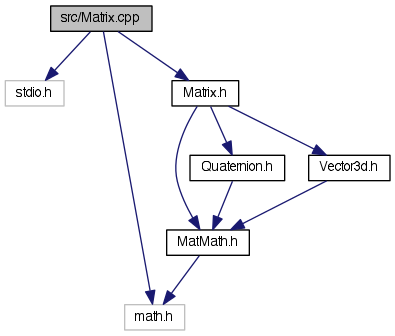 src/Matrix.cpp
stdio.h
Matrix.h
Quaternion.h
Vector3d.h
MatMath.h
math.h